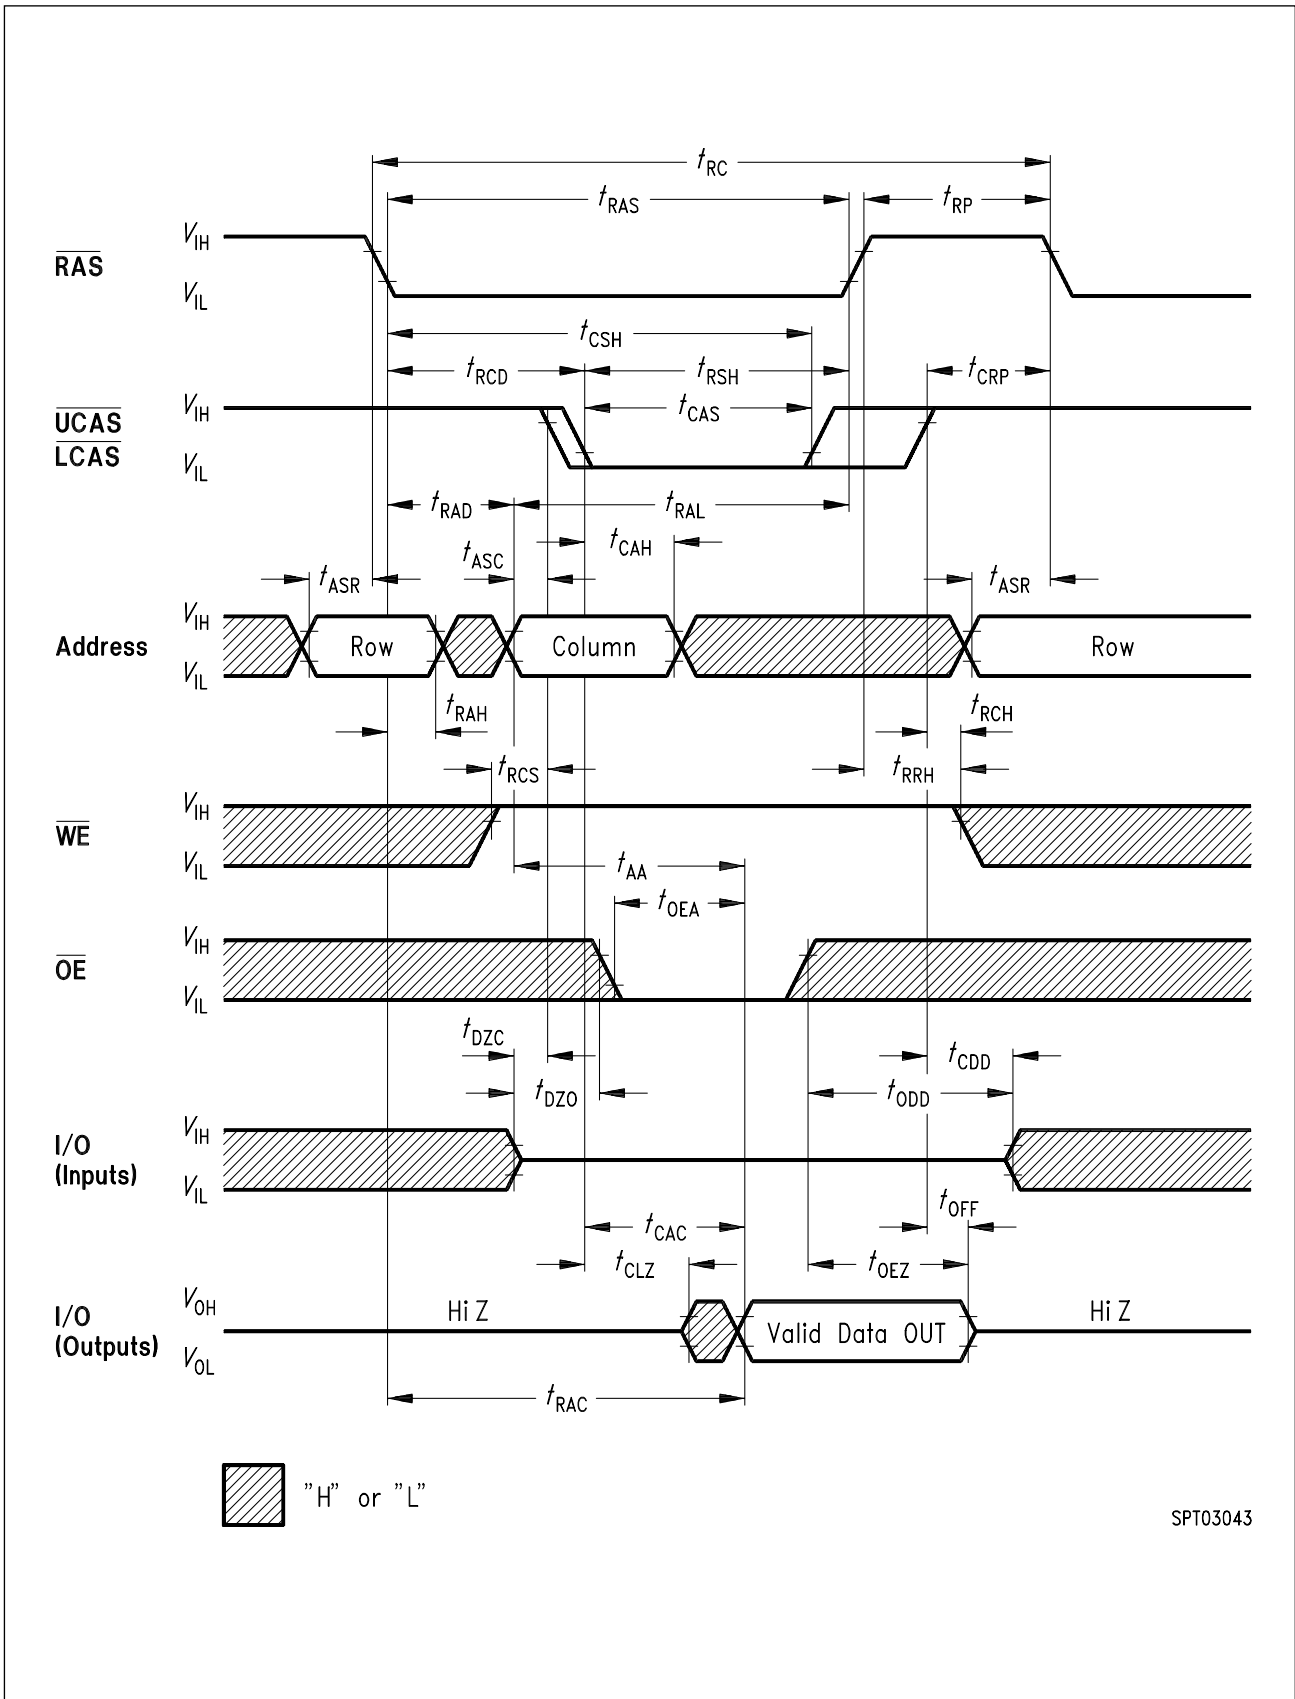 tRC
tRAS
tRP
VIH
RAS
VIL
tCSH
tRCD
tRSH
tCRP
VIH
UCAS
tCAS
LCAS
VIL
tRAD
tRAL
tASC
tCAH
tASR
tASR
VIH
Address
Row
Column
Row
VIL
tRAH
tRCH
tRCS
tRRH
VIH
WE
VIL
tAA
tOEA
VIH
OE
VIL
tDZC
tCDD
tDZO
tODD
VIH
I/O
(Inputs)
VIL
tOFF
tCAC
tCLZ
tOEZ
VOH
I/O
Hi Z
Hi Z
(Outputs)
Valid Data OUT
VOL
tRAC
"H" or "L"
SPT03043